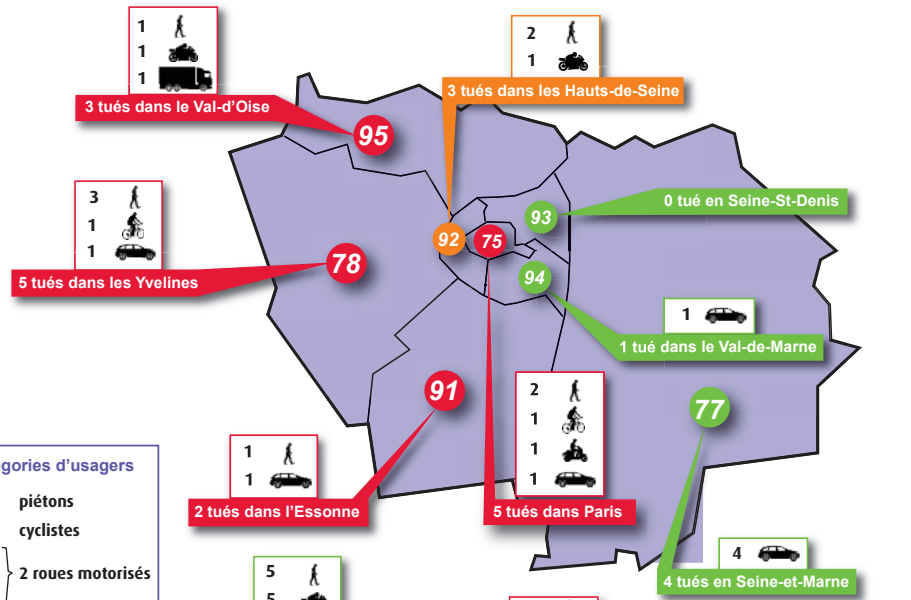 1
1
1
3 tués dans le Val-d'Oise
95
2
1
3 tués dans les Hauts-de-Seine
3
1
1
5 tués dans les Yvelines
78
92
75
93
0 tué en Seine-St-Denis
94
1
1 tué dans le Val-de-Marne
91
77
2
1
1
1
5 tués dans Paris
1
1
2 tués dans l'Essonne
4
4 tués en Seine-et-Marne
d'usagers
piétons
cyclistes
2 roues motorisés
5